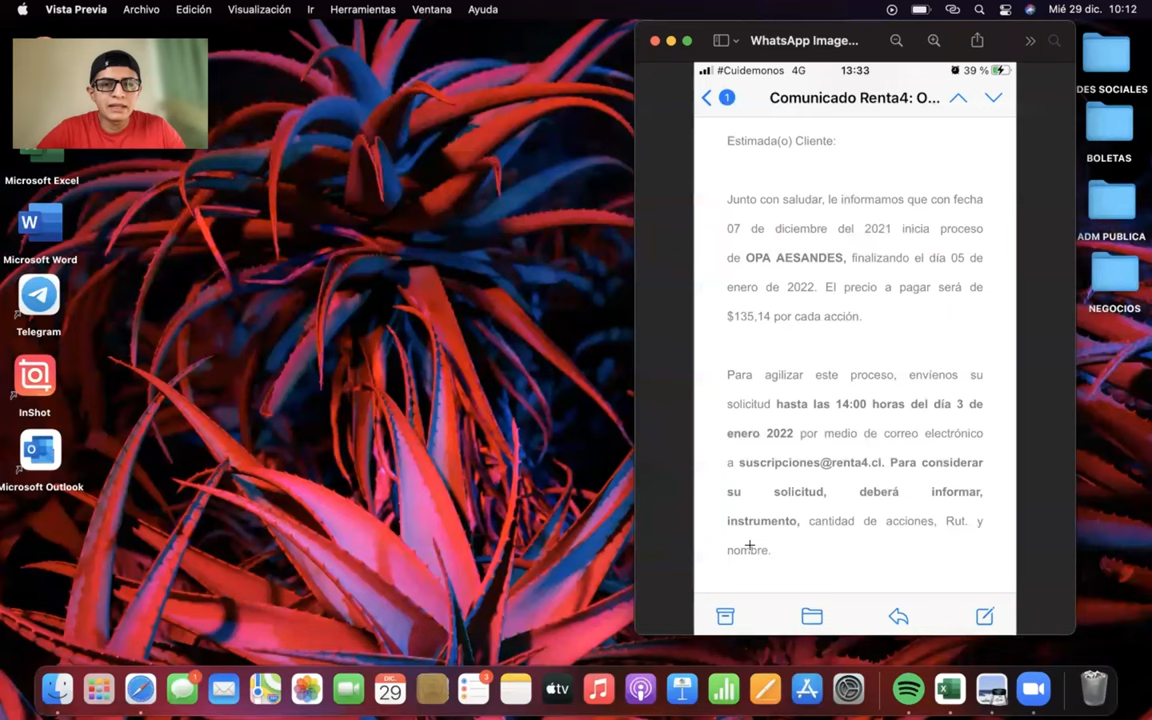 Vista Previa Archivo Edición Visualización Ir Herramientas Ventana Ayuda Mié 29 dic. 10:12
WhatsApp Image...
#Cuidemonos 4G 13:33 39 %
1 Comunicado Renta4: O...
Estimada(o) Cliente:
Junto con saludar, le informamos que con fecha
07 de diciembre del 2021 inicia proceso
de OPA AESANDES, finalizando el día 05 de
enero de 2022. El precio a pagar será de
$135,14 por cada acción.
Para agilizar este proceso, envíenos su
solicitud hasta las 14:00 horas del día 3 de
enero 2022 por medio de correo electrónico
a suscripciones@renta4.cl. Para considerar
su solicitud, deberá informar,
instrumento, cantidad de acciones, Rut. y
nombre.
Microsoft Excel
W
Microsoft Word
Telegram
InShot
Microsoft Outlook
DES SOCIALES
BOLETAS
ADM PUBLICA
NEGOCIOS
1
DIC.
29
3
tv